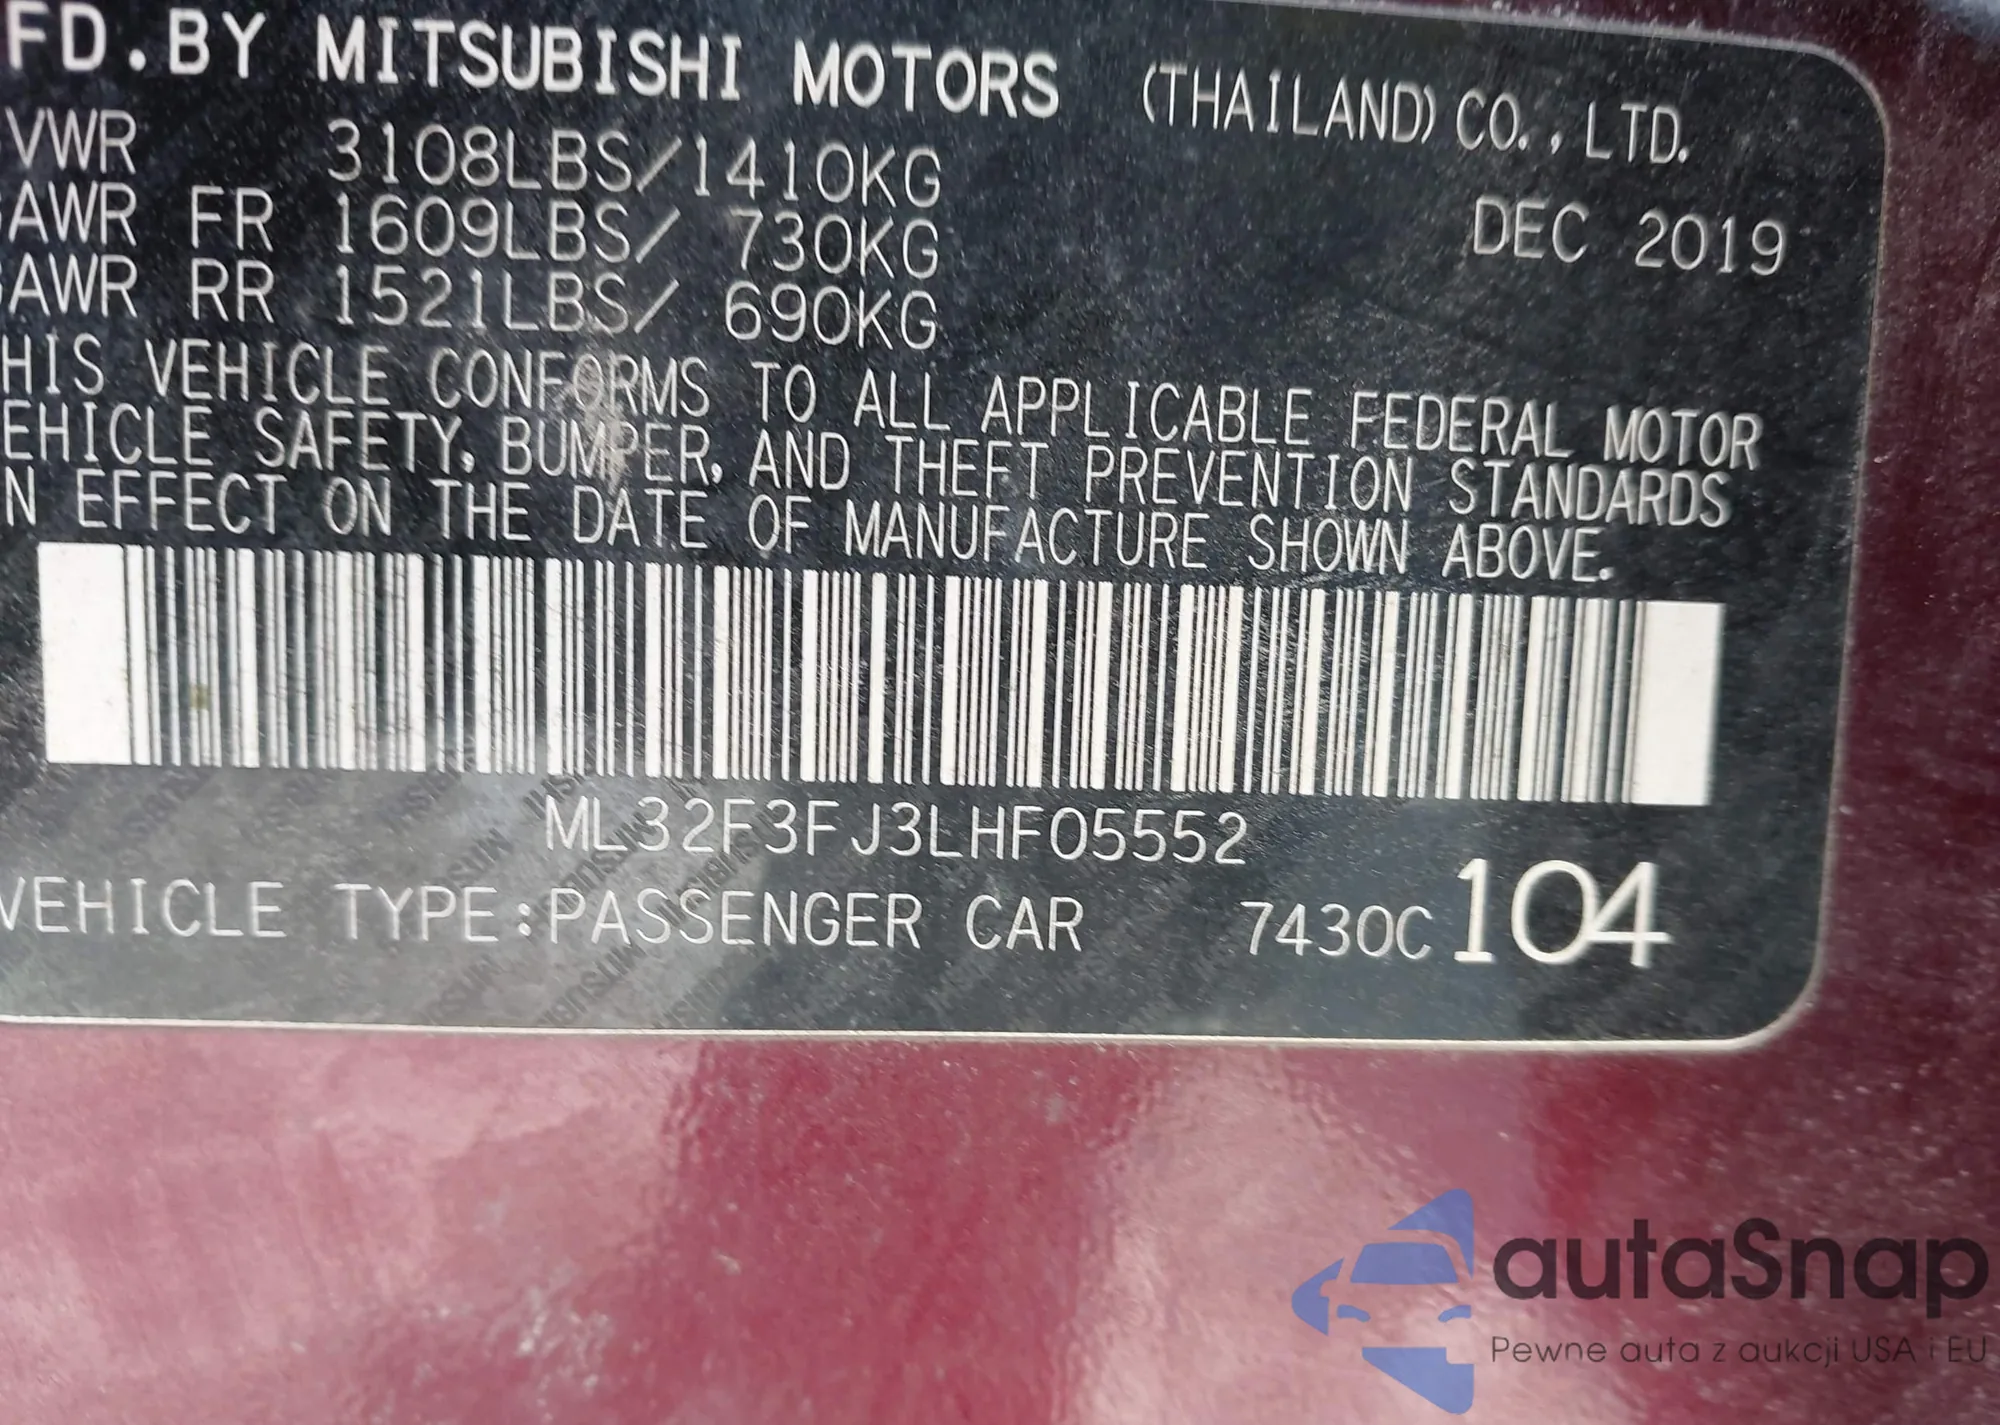 FD.BY MITSUBISHI MOTORS (THAILAND) CO., LTD.
VWR 3108LBS/1410KG DEC 2019
AWR FR 1609LBS/ 730KG
AWR RR 1521LBS/ 690KG
HIS VEHICLE CONFORMS TO ALL APPLICABLE FEDERAL MOTOR
EHICLE SAFETY, BUMPER, AND THEFT PREVENTION STANDARDS
N EFFECT ON THE DATE OF MANUFACTURE SHOWN ABOVE.
ML32F3FJ3LHF05552
VEHICLE TYPE:PASSENGER CAR 7430C 104
autaSnap
Pewne auta z aukcji USA i EU